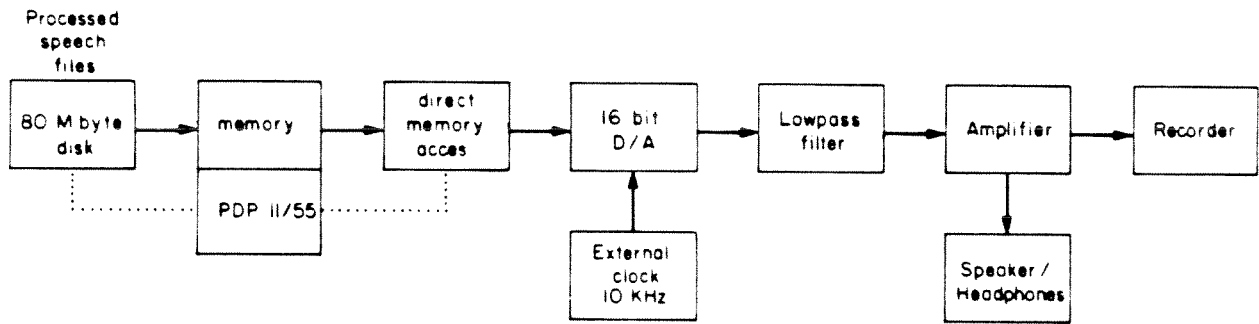 Processed
speech
files
80 M byte
disk
memory
PDP 11/55
direct
memory
acces
16 bit
D/A
External
clock
10 KHz
Lowpass
filter
Amplifier
Speaker /
Headphones
Recorder